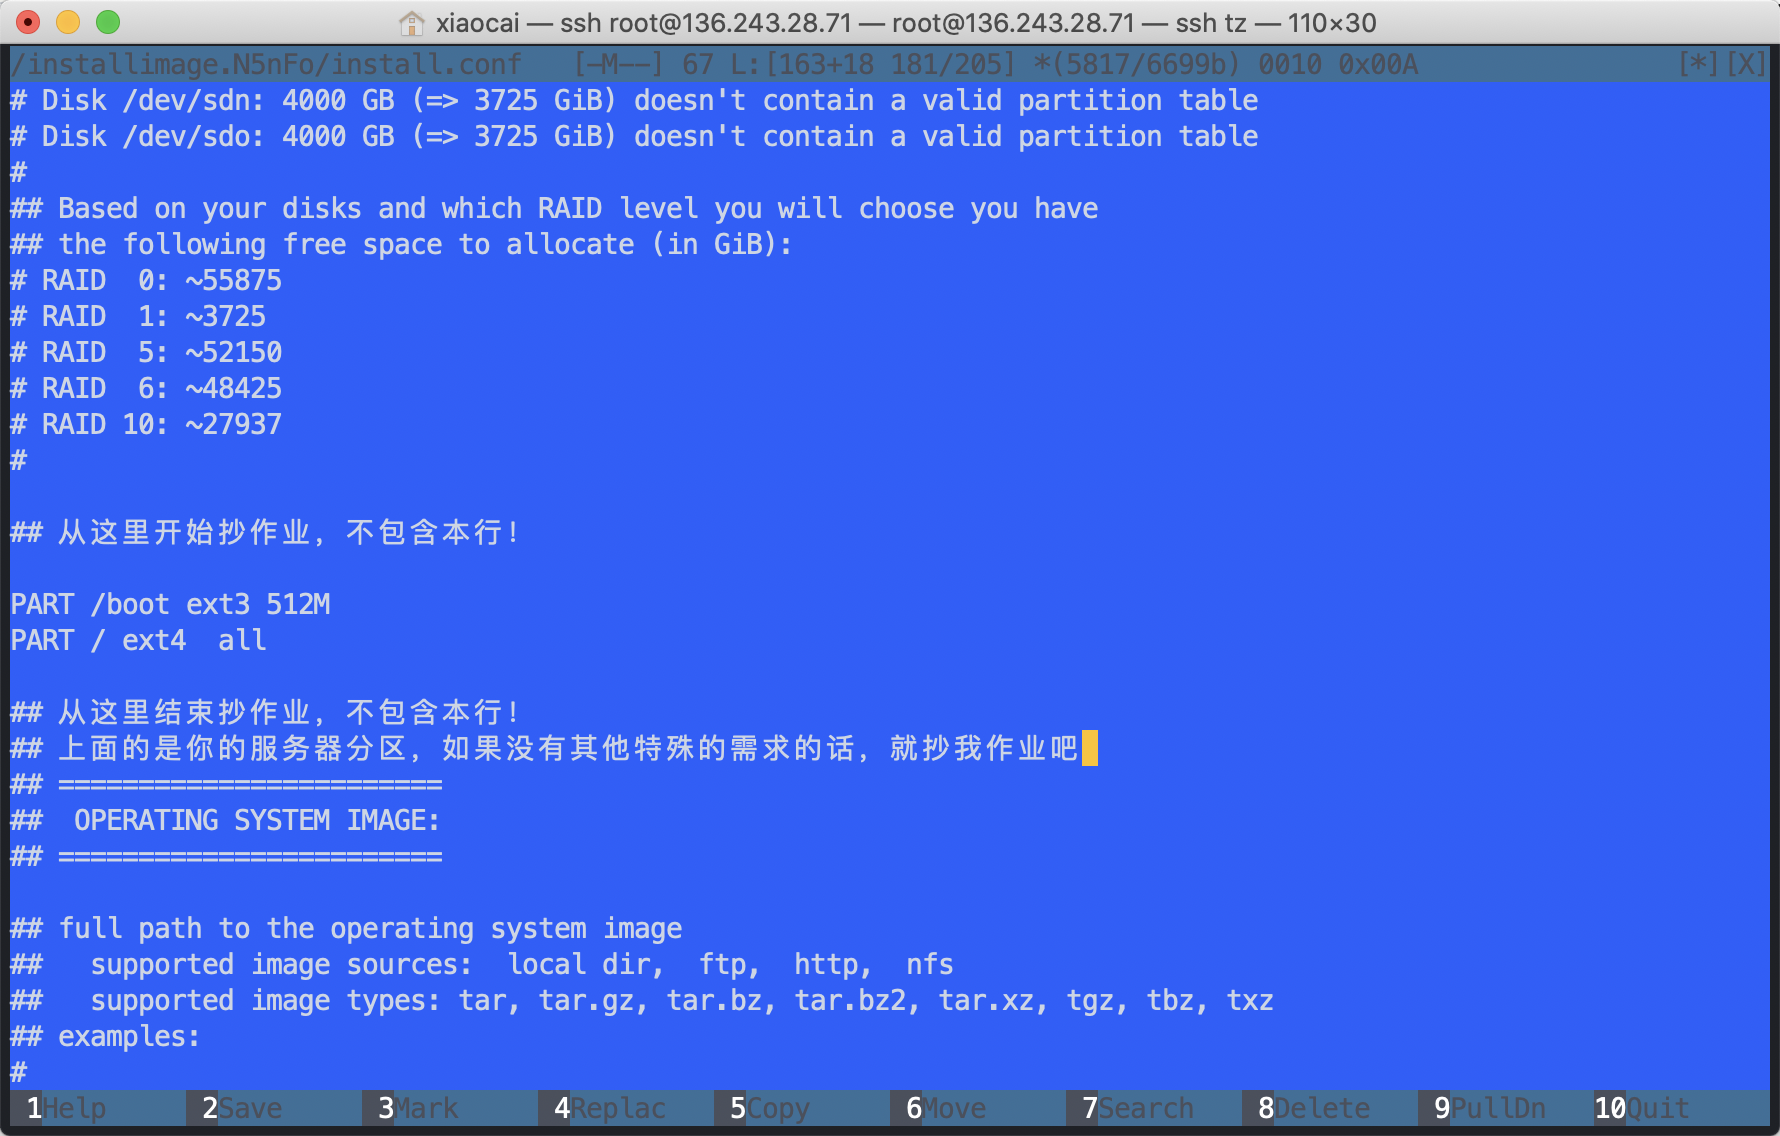 xiaocai — ssh root@136.243.28.71 — root@136.243.28.71 — ssh tz — 110×30
/installimage.N5nFo/install.conf   [-M--] 67 L:[163+18 181/205] *(5817/6699b) 0010 0x00A   [*][X]
# Disk /dev/sdn: 4000 GB (=> 3725 GiB) doesn't contain a valid partition table
# Disk /dev/sdo: 4000 GB (=> 3725 GiB) doesn't contain a valid partition table
#
## Based on your disks and which RAID level you will choose you have
## the following free space to allocate (in GiB):
# RAID  0: ~55875
# RAID  1: ~3725
# RAID  5: ~52150
# RAID  6: ~48425
# RAID 10: ~27937
#
## 从这里开始抄作业，不包含本行！
PART /boot ext3 512M
PART / ext4  all
## 从这里结束抄作业，不包含本行！
## 上面的是你的服务器分区，如果没有其他特殊的需求的话，就抄我作业吧
## ========================
##  OPERATING SYSTEM IMAGE:
## ========================
## full path to the operating system image
##   supported image sources:  local dir,  ftp,  http,  nfs
##   supported image types: tar, tar.gz, tar.bz, tar.bz2, tar.xz, tgz, tbz, txz
## examples:
#
1Help 2Save 3Mark 4Replac 5Copy 6Move 7Search 8Delete 9PullDn 10Quit